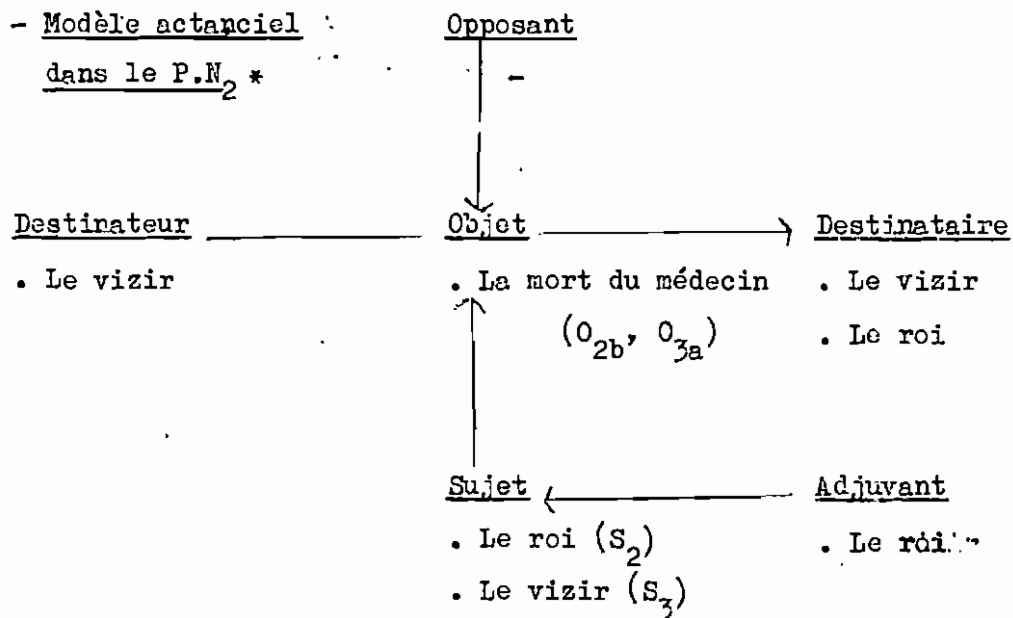 - Modèle actanciel Opposant
dans le P.N2 * -
Destinateur Objet Destinataire
. Le vizir . La mort du médecin . Le vizir
(O2b, O3a) . Le roi
Sujet Adjuvant
. Le roi (S2) . Le roi
. Le vizir (S3)